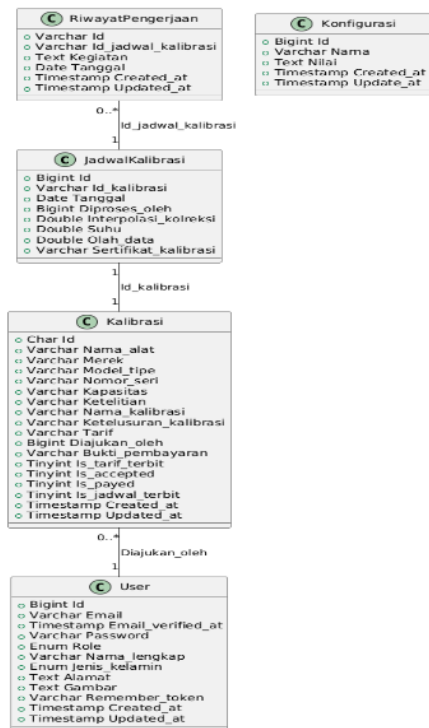 C RiwayatPengerjaan
Varchar Id
Varchar Id_jadwal_kalibrasi
Text Kegiatan
Date Tanggal
Timestamp Created_at
Timestamp Updated_at
C Konfigurasi
Bigint Id
Varchar Nama
Text Nilai
Timestamp Created_at
Timestamp Update_at
0..*
Id_jadwal_kalibrasi
1
C JadwalKalibrasi
Bigint Id
Varchar Id_kalibrasi
Date Tanggal
Bigint Diproses_oleh
Double Interpolasi_kolreksi
Double Suhu
Double Olah_data
Varchar Sertifikat_kalibrasi
1
Id_kalibrasi
1
C Kalibrasi
Char Id
Varchar Nama_alat
Varchar Merek
Varchar Model_tipe
Varchar Nomor_seri
Varchar Kapasitas
Varchar Ketelitian
Varchar Nama_kalibrasi
Varchar Ketelusuran_kalibrasi
Varchar Tarif
Bigint Diajukan_oleh
Varchar Bukti_pembayaran
Tinyint Is_tarif_terbit
Tinyint Is_accepted
Tinyint Is_payed
Tinyint Is_jadwal_terbit
Timestamp Created_at
Timestamp Updated_at
0..*
Diajukan_oleh
1
C User
Bigint Id
Varchar Email
Timestamp Email_verified_at
Varchar Password
Enum Role
Varchar Nama_lengkap
Enum Jenis_kelamin
Text Alamat
Text Gambar
Varchar Remember_token
Timestamp Created_at
Timestamp Updated_at